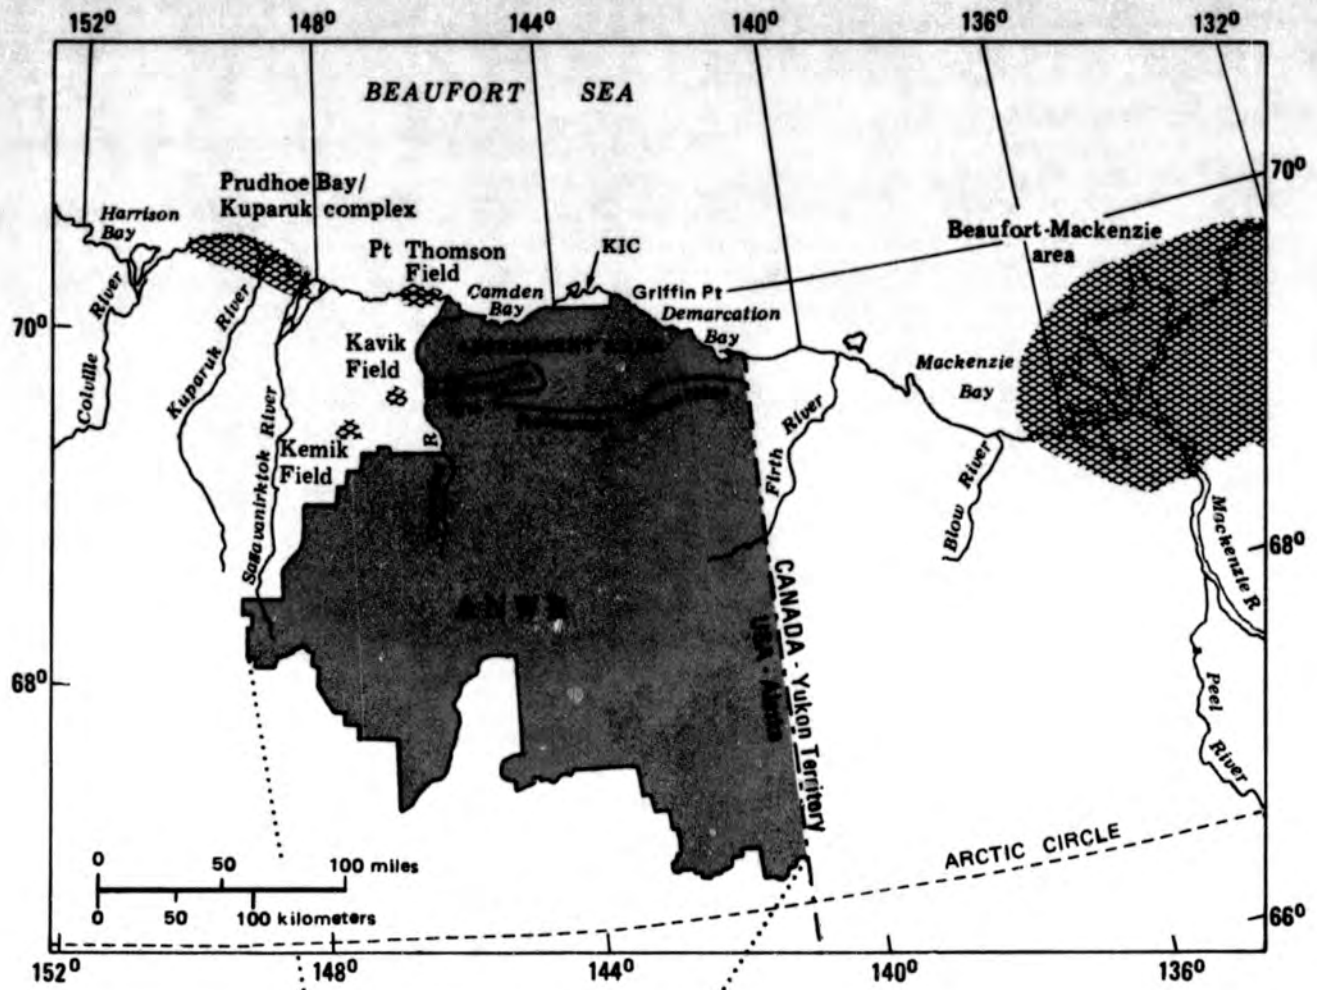 152⁰ 148⁰ 144⁰ 140⁰ 136⁰ 132⁰
BEAUFORT SEA
70⁰
Prudhoe Bay/
Kuparuk complex
Harrison
Bay
Beaufort-Mackenzie
area
KIC
Pt Thomson
Field
Camden
Bay
Griffin Pt
Demarcation
Bay
River
Colville
70⁰
Kuparuk River
Kavik
Field
Mackenzie
Bay
Kemik
Field
R
Firth River
Blow River
Mackenzie R
68⁰
ANWR
CANADA - Yukon Territory
USA - Alaska
68⁰
Peel
River
ARCTIC CIRCLE
0 50 100 miles
0 50 100 kilometers
66⁰
152⁰ 148⁰ 144⁰ 140⁰ 136⁰